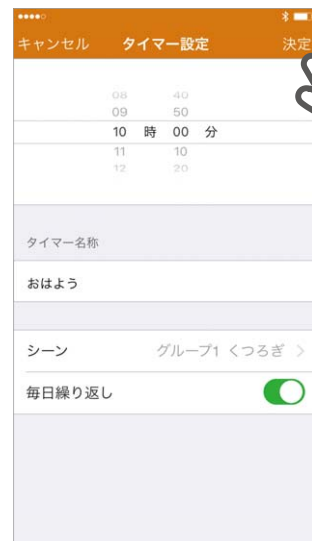 キャンセル タイマー設定 決定
08 40
09 50
10 時 00 分
11 10
12 20
タイマー名称
おはよう
シーン グループ1 くつろぎ
毎日繰り返し